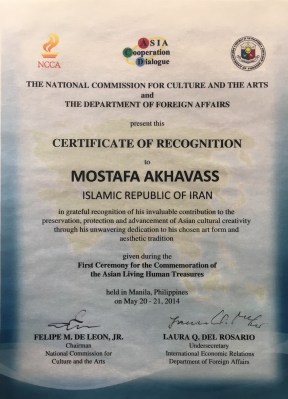 NCCA
ASIA
Cooperation
Dialogue
THE NATIONAL COMMISSION FOR CULTURE AND THE ARTS
and
THE DEPARTMENT OF FOREIGN AFFAIRS
present this
CERTIFICATE OF RECOGNITION
to
MOSTAFA AKHAVASS
ISLAMIC REPUBLIC OF IRAN
in grateful recognition of his invaluable contribution to the
preservation, protection and advancement of Asian cultural creativity
through his unwavering dedication to his chosen art form and
aesthetic tradition
given during the
First Ceremony for the Commemoration of
the Asian Living Human Treasures
held in Manila, Philippines
on May 20 - 21, 2014
FELIPE M. DE LEON, JR.
Chairman
National Commission for
Culture and the Arts
LAURA Q. DEL ROSARIO
Undersecretary
International Economic Relations
Department of Foreign Affairs